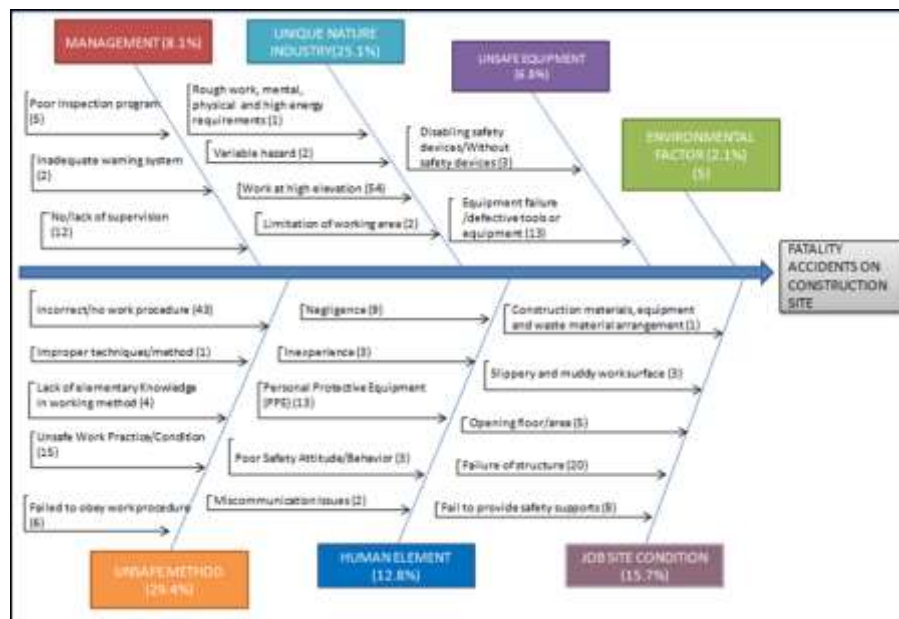 MANAGEMENT (8.1%)
Poor inspection program
(5)
Inadequate warning system
(2)
No/lack of supervision
(12)
UNIQUE NATURE
INDUSTRY(25.1%)
Rough work, mental,
physical and high energy
requirements (1)
Variable hazard (2)
Work at high elevation (54)
Limitation of working area (2)
UNSAFE EQUIPMENT
(6.8%)
Disabling safety
devices/Without
safety devices (3)
Equipment failure
/defective tools or
equipment (13)
ENVIRONMENTAL
FACTOR (2.1%)
(5)
FATALITY
ACCIDENTS ON
CONSTRUCTION
SITE
Incorrect/no work procedure (43)
Improper techniques/method (1)
Lack of elementary Knowledge
in working method (4)
Unsafe Work Practice/Condition
(15)
Failed to obey work procedure
(6)
UNSAFE METHOD
(29.4%)
Negligence (9)
Inexperience (3)
Personal Protective Equipment
(PPE) (13)
Poor Safety Attitude/Behavior (3)
Miscommunication Issues (2)
HUMAN ELEMENT
(12.8%)
Construction materials, equipment
and waste material arrangement (1)
Slippery and muddy work surface (3)
Opening floor/area (5)
Failure of structure (20)
Fail to provide safety supports (8)
JOB SITE CONDITION
(15.7%)